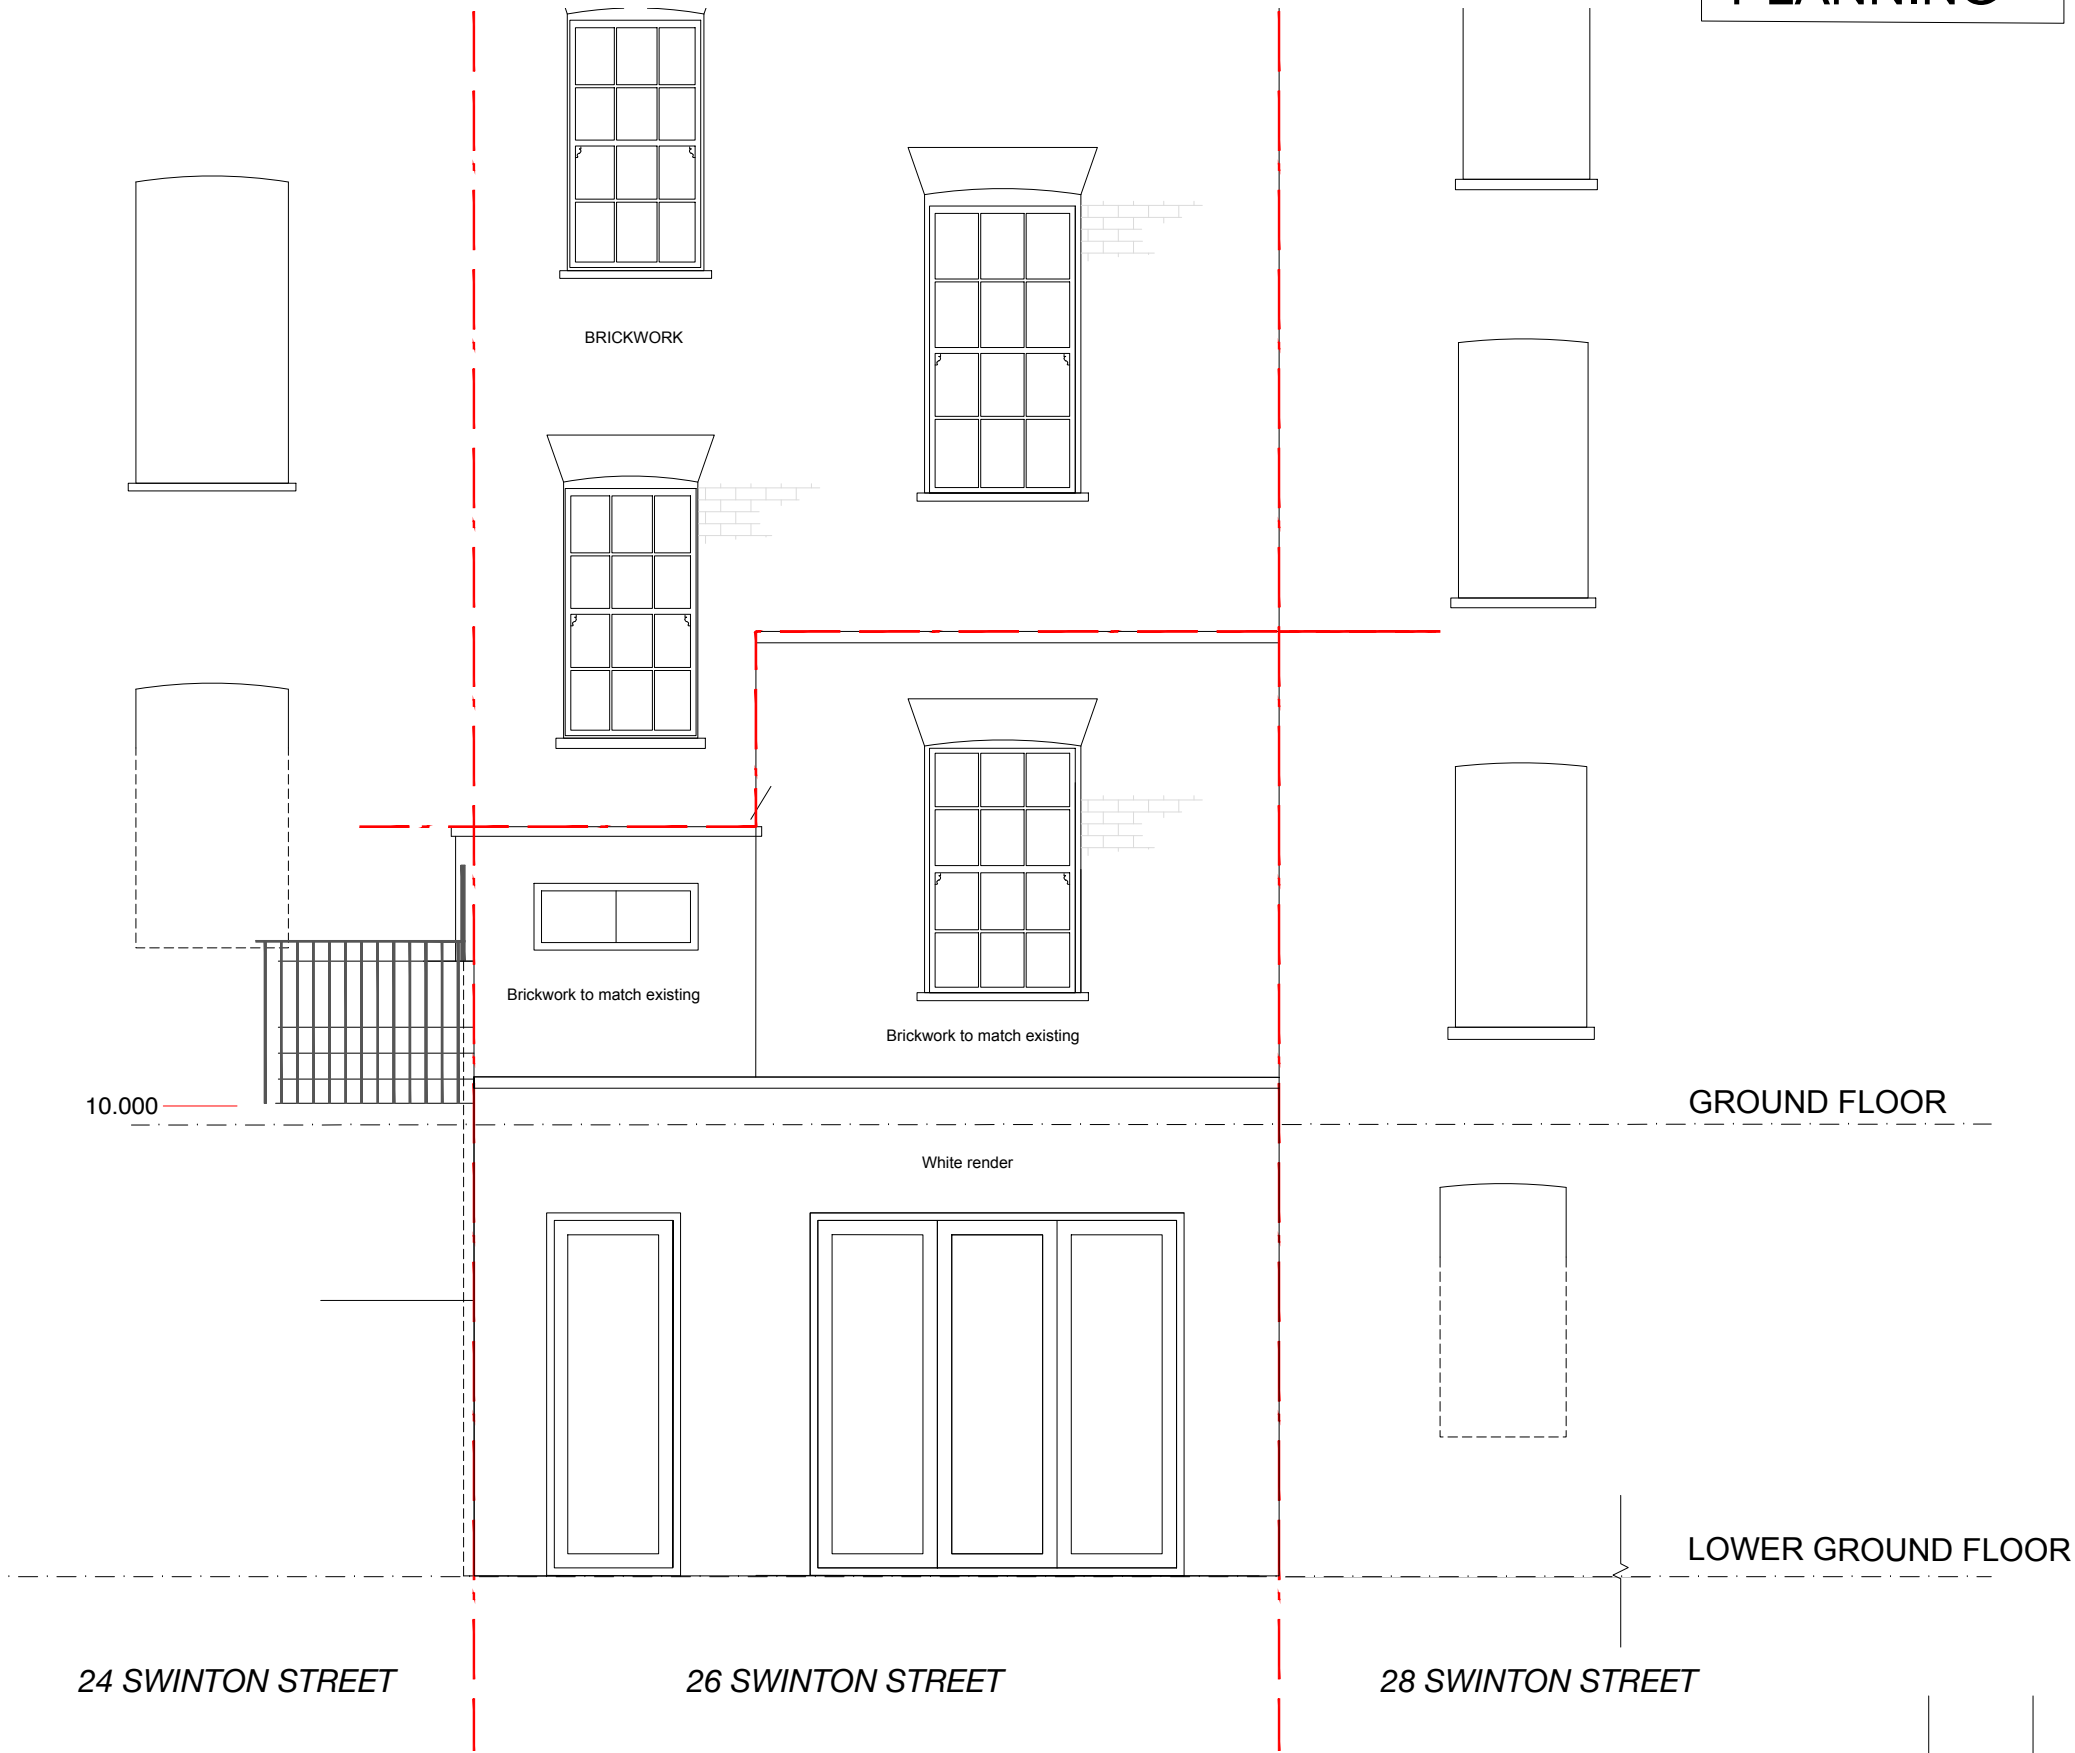 PLANNING
BRICKWORK
Brickwork to match existing
Brickwork to match existing
10.000
GROUND FLOOR
White render
LOWER GROUND FLOOR
24 SWINTON STREET
26 SWINTON STREET
28 SWINTON STREET